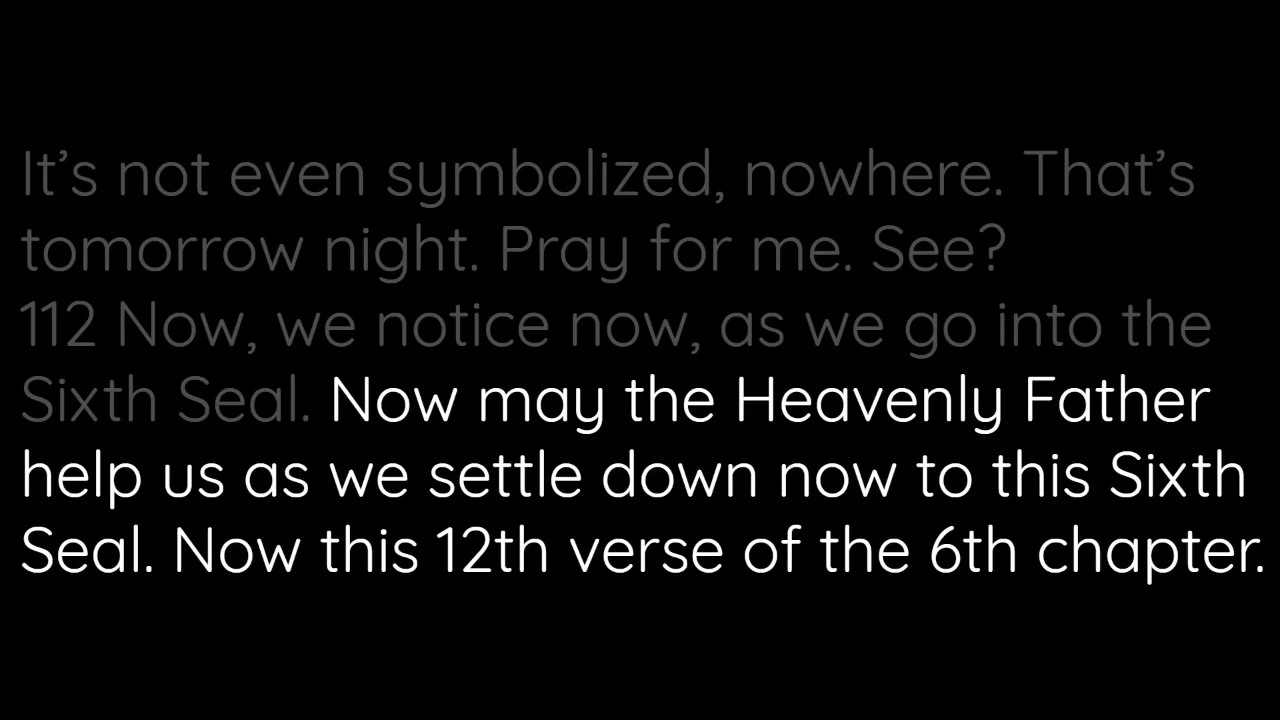 It’s not even symbolized, nowhere. That’s
tomorrow night. Pray for me. See?
112 Now, we notice now, as we go into the
Sixth Seal. Now may the Heavenly Father
help us as we settle down now to this Sixth
Seal. Now this 12th verse of the 6th chapter.